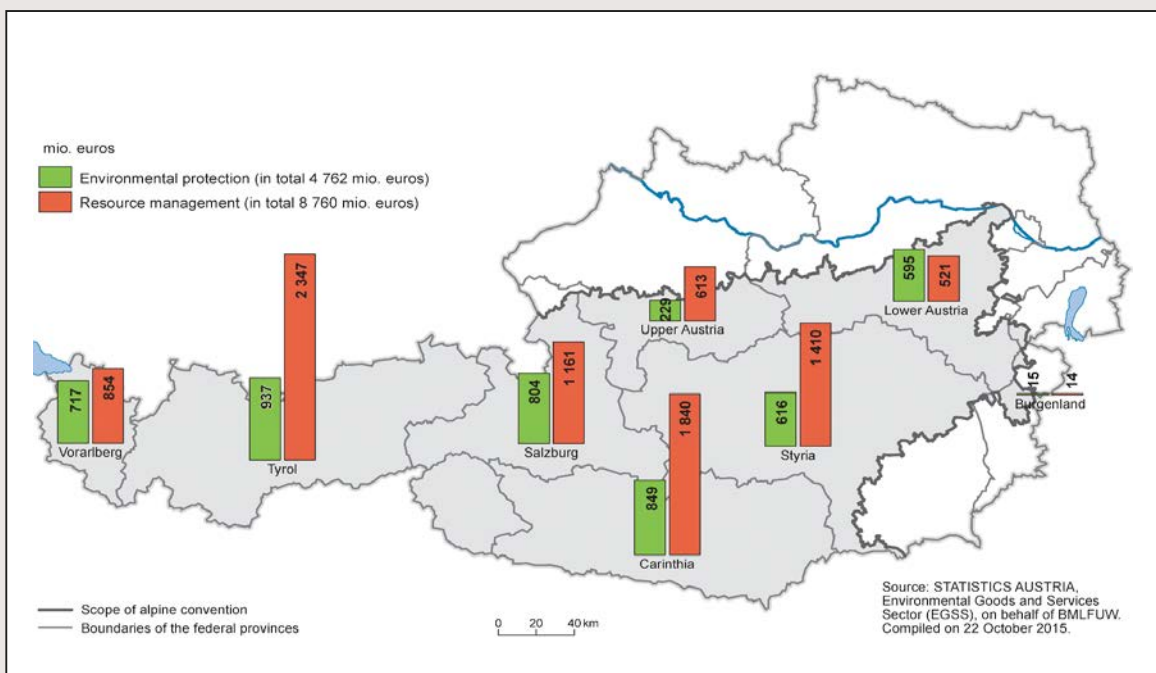 mio. euros
Environmental protection (in total 4 762 mio. euros)
Resource management (in total 8 760 mio. euros)
717
854
Vorarlberg
937
2 347
Tyrol
804
1 161
Salzburg
229
613
Upper Austria
849
1 840
Carinthia
616
1 410
Styria
595
521
Lower Austria
15
14
Burgenland
Scope of alpine convention
Boundaries of the federal provinces
0 20 40 km
Source: STATISTICS AUSTRIA,
Environmental Goods and Services
Sector (EGSS), on behalf of BMLFUW.
Compiled on 22 October 2015.